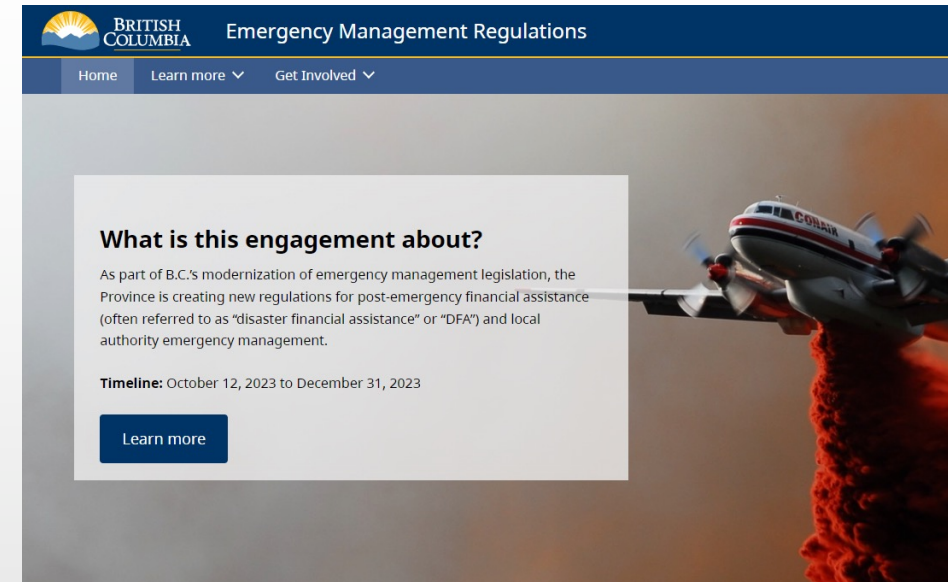 BRITISH
COLUMBIA
Emergency Management Regulations
Home Learn more Get Involved
What is this engagement about?
As part of B.C.’s modernization of emergency management legislation, the
Province is creating new regulations for post-emergency financial assistance
(often referred to as “disaster financial assistance” or “DFA”) and local
authority emergency management.
Timeline: October 12, 2023 to December 31, 2023
Learn more
CONAIR